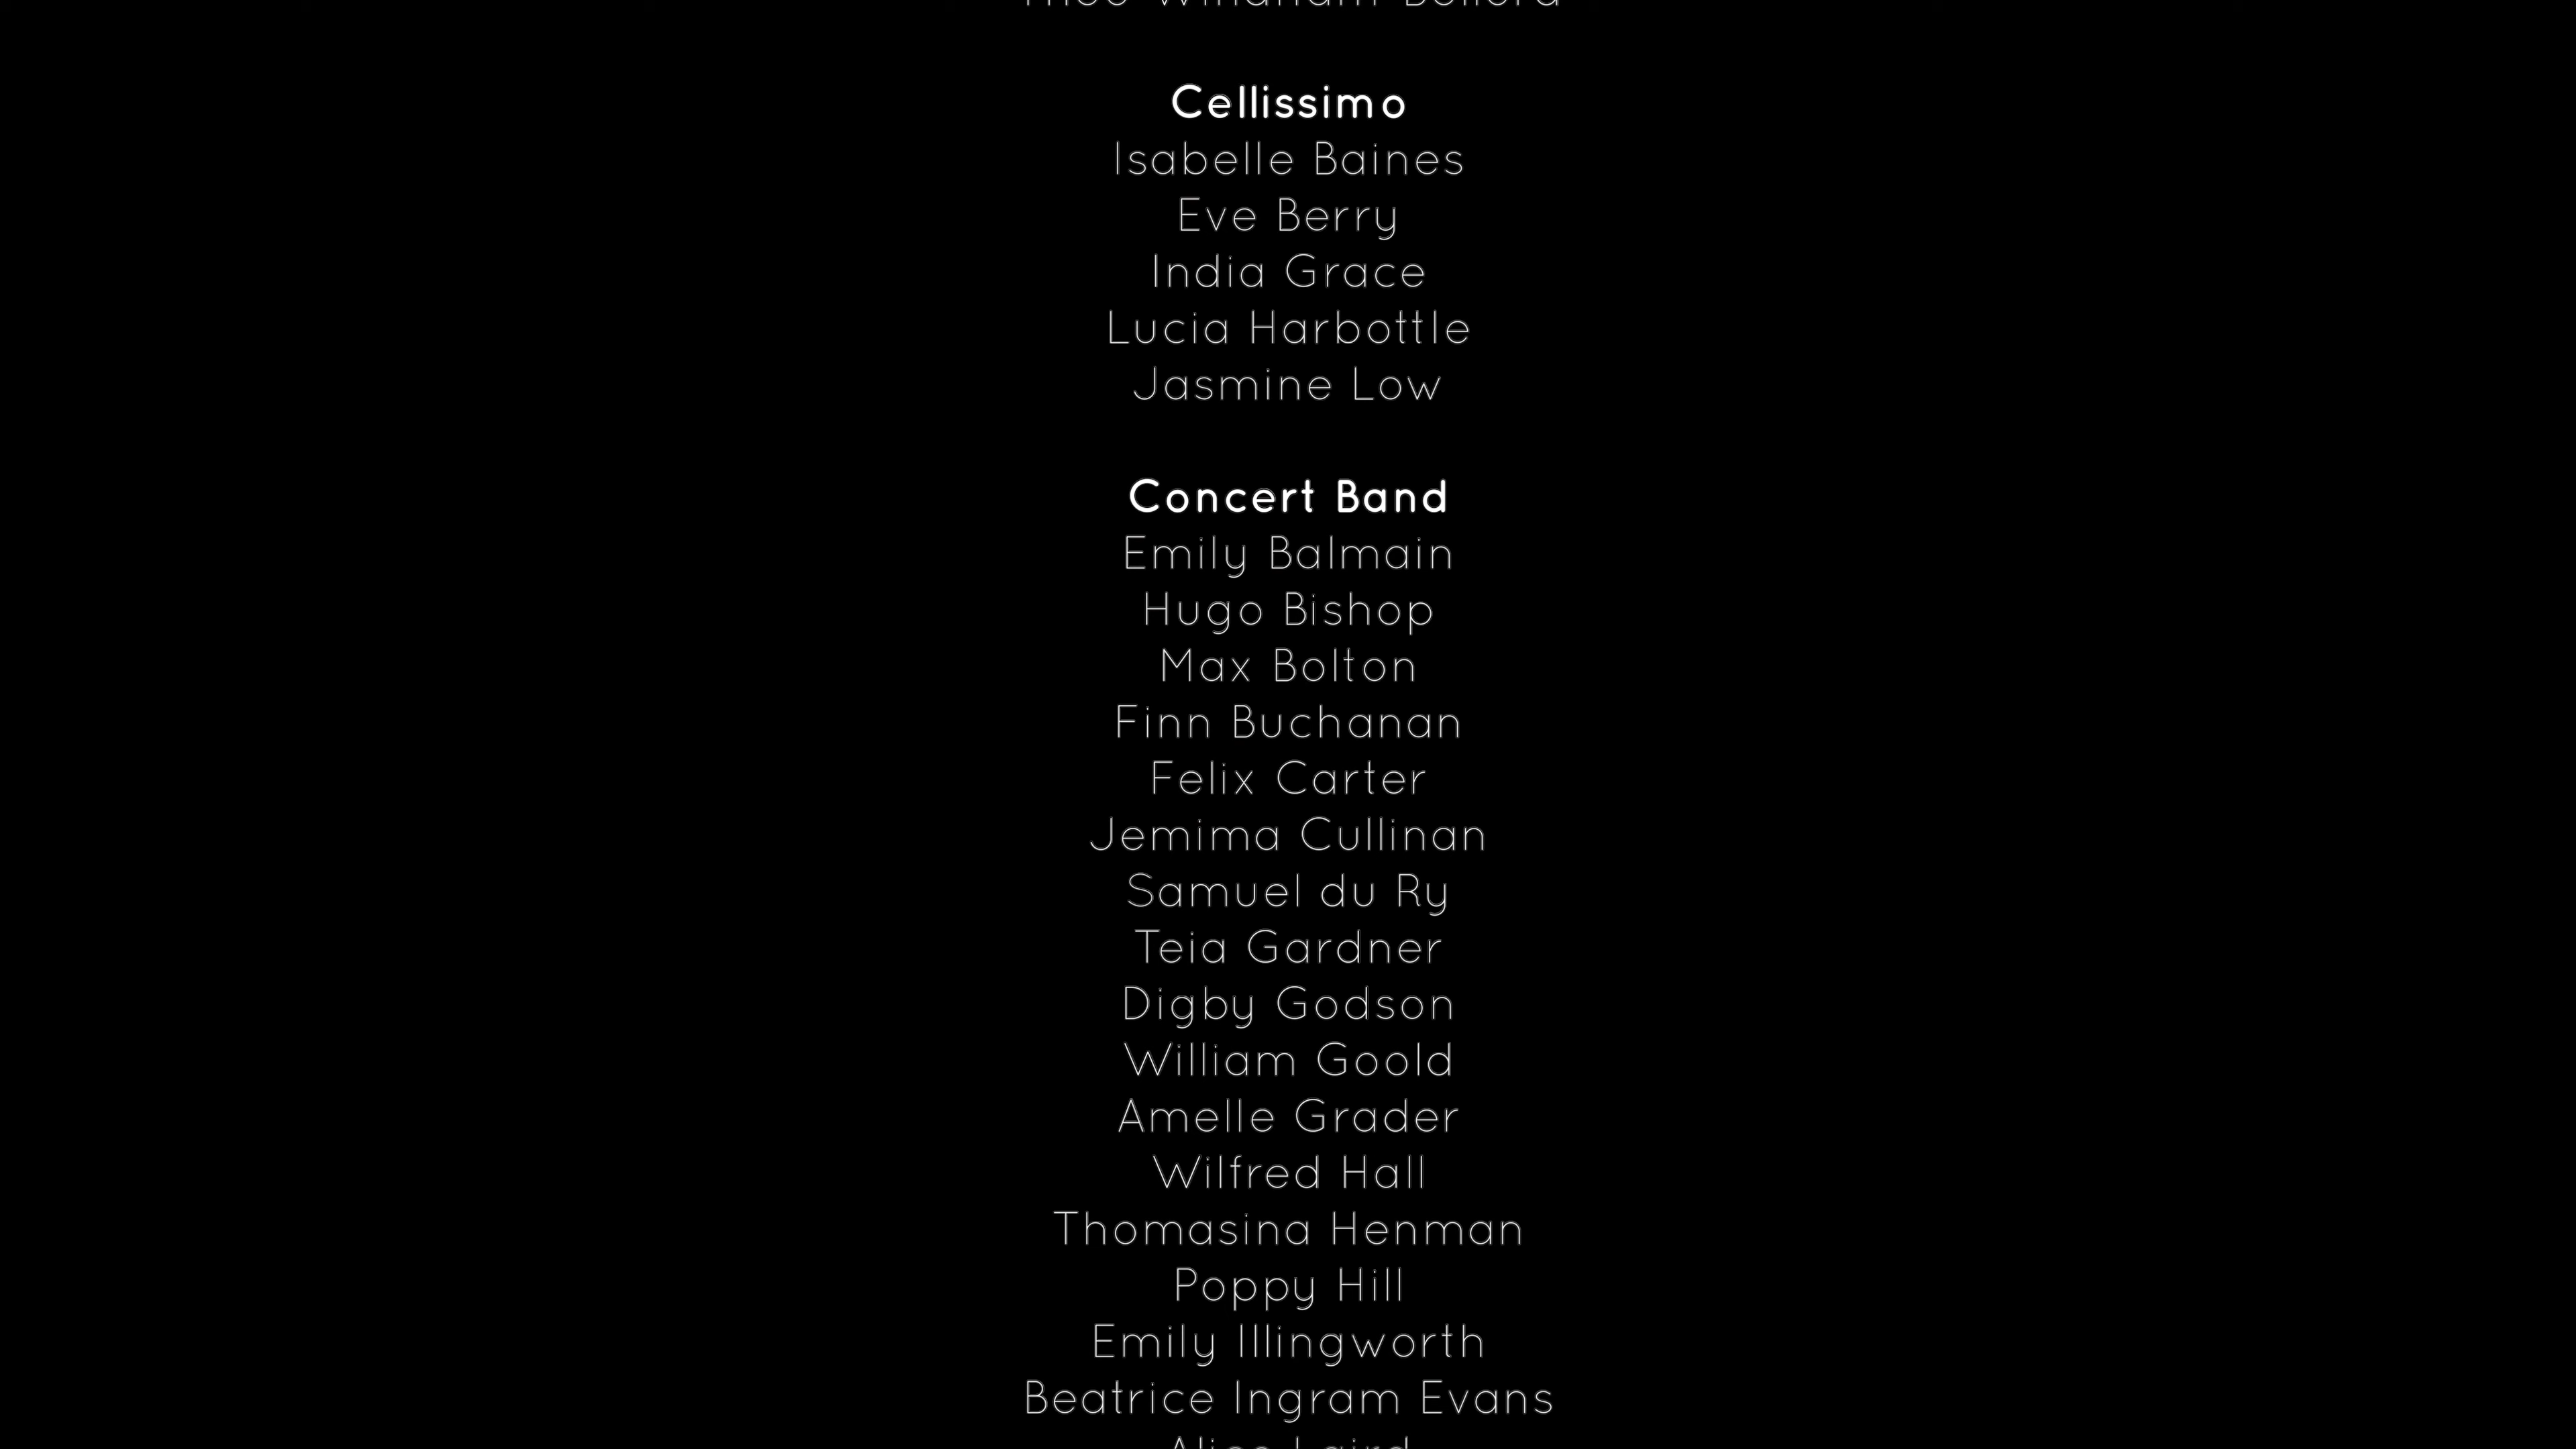 Cellissimo
Isabelle Baines
Eve Berry
India Grace
Lucia Harbottle
Jasmine Low
Concert Band
Emily Balmain
Hugo Bishop
Max Bolton
Finn Buchanan
Felix Carter
Jemima Cullinan
Samuel du Ry
Teia Gardner
Digby Godson
William Goold
Amelle Grader
Wilfred Hall
Thomasina Henman
Poppy Hill
Emily Illingworth
Beatrice Ingram Evans
Alice Laird